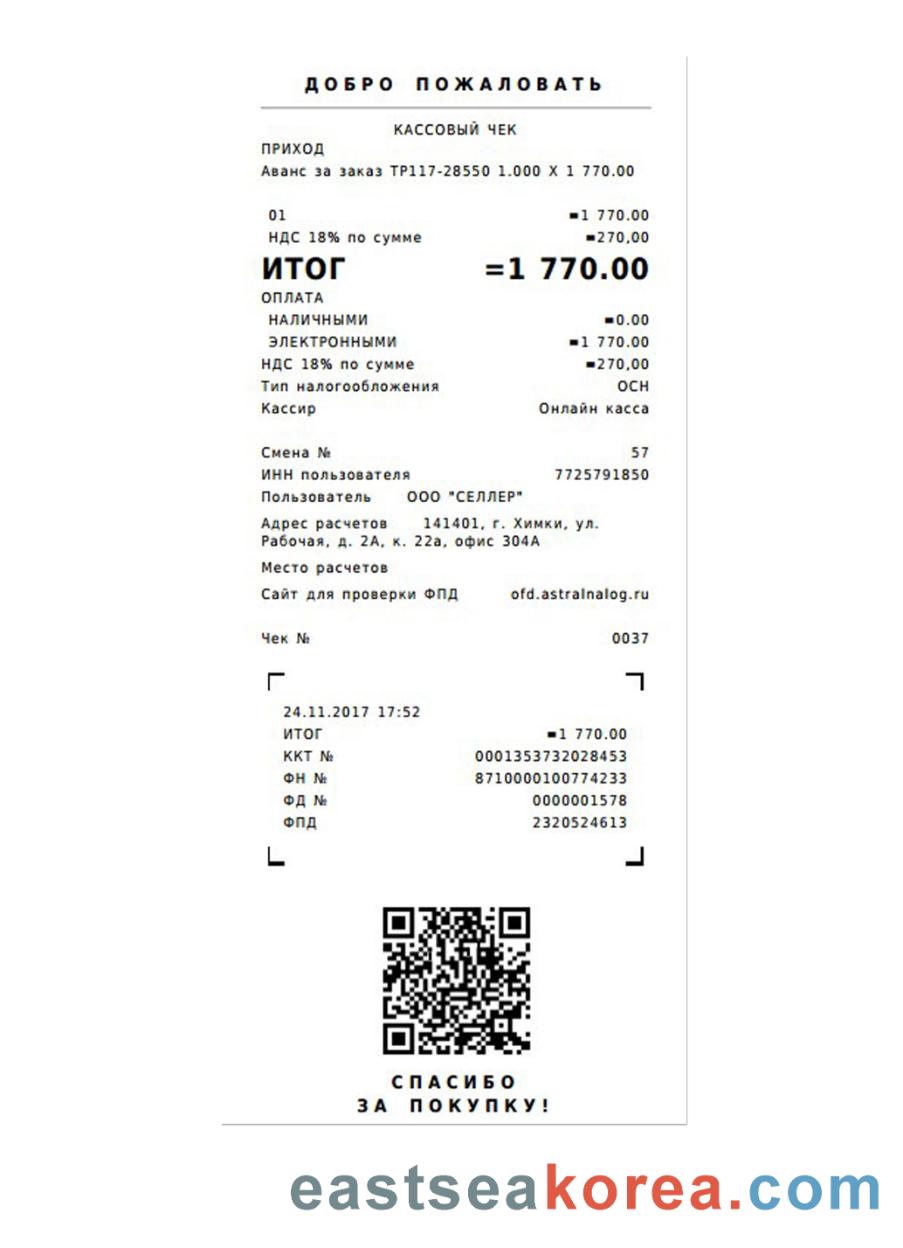 ДОБРО ПОЖАЛОВАТЬ
КАССОВЫЙ ЧЕК
ПРИХОД
Аванс за заказ ТР117-28550 1.000 X 1 770.00
01 =1 770.00
НДС 18% по сумме =270,00
ИТОГ =1 770.00
ОПЛАТА
НАЛИЧНЫМИ =0.00
ЭЛЕКТРОННЫМИ =1 770.00
НДС 18% по сумме =270,00
Тип налогообложения ОСН
Кассир Онлайн касса
Смена № 57
ИНН пользователя 7725791850
Пользователь ООО "СЕЛЛЕР"
Адрес расчетов 141401, г. Химки, ул.
Рабочая, д. 2А, к. 22а, офис 304А
Место расчетов
Сайт для проверки ФПД ofd.astralnalog.ru
Чек № 0037
24.11.2017 17:52
ИТОГ =1 770.00
ККТ № 0001353732028453
ФН № 8710000100774233
ФД № 0000001578
ФПД 2320524613
СПАСИБО
ЗА ПОКУПКУ!
eastseakorea.com